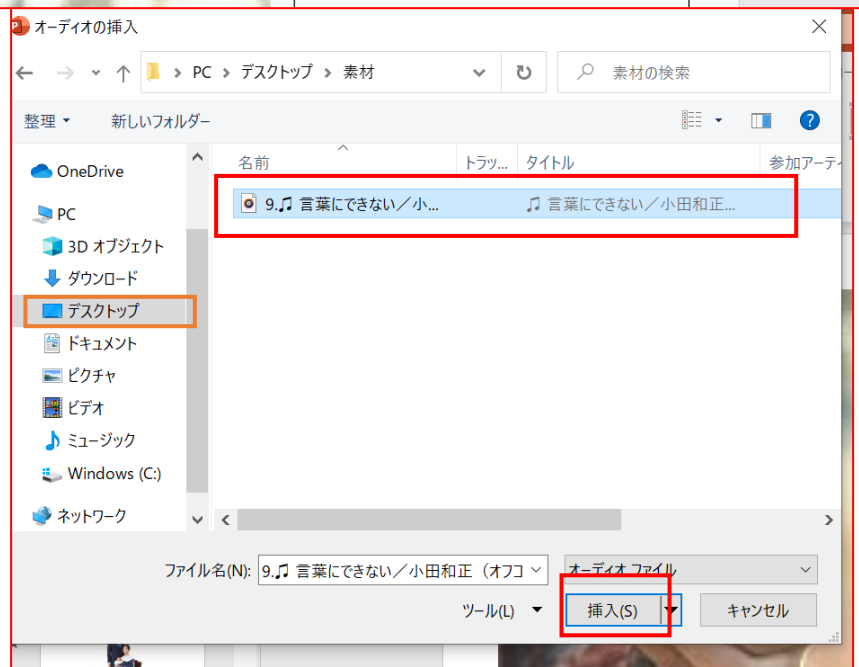 オーディオの挿入
PC > デスクトップ > 素材
素材の検索
整理
新しいフォルダー
OneDrive
PC
3D オブジェクト
ダウンロード
デスクトップ
ドキュメント
ピクチャ
ビデオ
ミュージック
Windows (C:)
ネットワーク
名前
トラッ...
タイトル
参加アーティ
9.♫ 言葉にできない／小...
♫ 言葉にできない／小田和正...
ファイル名(N):
9.♫ 言葉にできない／小田和正（オフコ
オーディオ ファイル
ツール(L)
挿入(S)
キャンセル